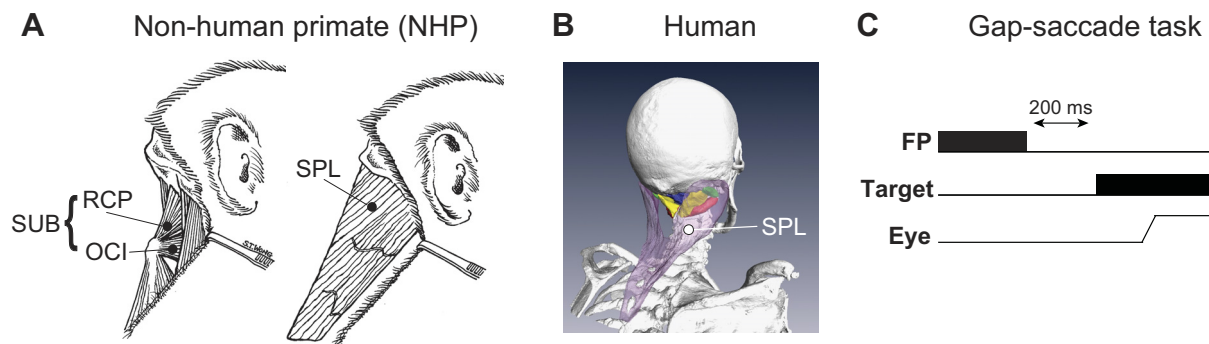 A Non-human primate (NHP)
SPL
RCP
SUB {
OCI
B Human
SPL
C Gap-saccade task
200 ms
FP
Target
Eye